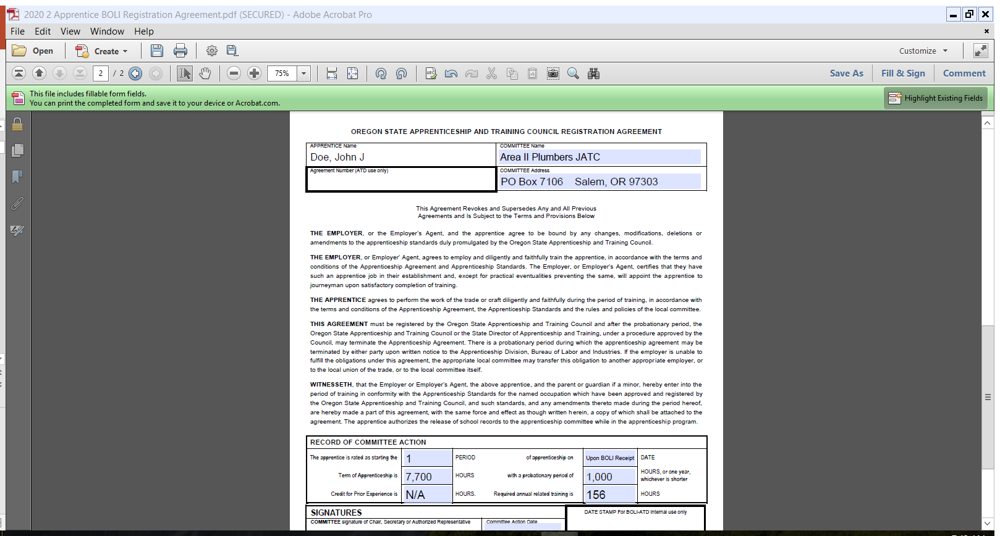 2020 2 Apprentice BOLI Registration Agreement.pdf (SECURED) - Adobe Acrobat Pro
File Edit View Window Help
Open Create Customize
2 / 2 75% Save As Fill & Sign Comment
This file includes fillable form fields.
You can print the completed form and save it to your device or Acrobat.com.
Highlight Existing Fields
OREGON STATE APPRENTICESHIP AND TRAINING COUNCIL REGISTRATION AGREEMENT
APPRENTICE Name
Doe, John J
COMMITTEE Name
Area II Plumbers JATC
Agreement Number (ATD use only)
COMMITTEE Address
PO Box 7106 Salem, OR 97303
This Agreement Revokes and Supersedes Any and All Previous
Agreements and Is Subject to the Terms and Provisions Below
THE EMPLOYER, or the Employer's Agent, and the apprentice agree to be bound by any changes, modifications, deletions or
amendments to the apprenticeship standards duly promulgated by the Oregon State Apprenticeship and Training Council.
THE EMPLOYER, or Employer' Agent, agrees to employ and diligently and faithfully train the apprentice, in accordance with the terms and
conditions of the Apprenticeship Agreement and Apprenticeship Standards. The Employer, or Employer's Agent, certifies that they have
such an apprentice job in their establishment and, except for practical eventualities preventing the same, will appoint the apprentice to
journeyman upon satisfactory completion of training.
THE APPRENTICE agrees to perform the work of the trade or craft diligently and faithfully during the period of training, in accordance with
the terms and conditions of the Apprenticeship Agreement, the Apprenticeship Standards and the rules and policies of the local committee.
THIS AGREEMENT must be registered by the Oregon State Apprenticeship and Training Council and after the probationary period, the
Oregon State Apprenticeship and Training Council or the State Director of Apprenticeship and Training, under a procedure approved by the
Council, may terminate the Apprenticeship Agreement. There is a probationary period during which the apprenticeship agreement may be
terminated by either party upon written notice to the Apprenticeship Division, Bureau of Labor and Industries. If the employer is unable to
fulfill the obligations under this agreement, the appropriate local committee may transfer this obligation to another appropriate employer, or
to the local union of the trade, or to the local committee itself.
WITNESSETH, that the Employer or Employer's Agent, the above apprentice, and the parent or guardian if a minor, hereby enter into the
period of training in conformity with the Apprenticeship Standards for the named occupation which have been approved and registered by
the Oregon State Apprenticeship and Training Council, and such standards, and any amendments thereto made during the period hereof,
are hereby made a part of this agreement, with the same force and effect as though written herein, a copy of which shall be attached to the
agreement. The apprentice authorizes the release of school records to the apprenticeship committee while in the apprenticeship program.
RECORD OF COMMITTEE ACTION
The apprentice is rated as starting the 1 PERIOD of apprenticeship on Upon BOLI Receipt DATE
Term of Apprenticeship is 7,700 HOURS with a probationary period of 1,000 HOURS, or one year,
whichever is shorter
Credit for Prior Experience is N/A HOURS. Required annual related training is 156 HOURS
SIGNATURES
DATE STAMP For BOLI-ATD Internal use only
COMMITTEE signature of Chair, Secretary or Authorized Representative
Committee Action Date